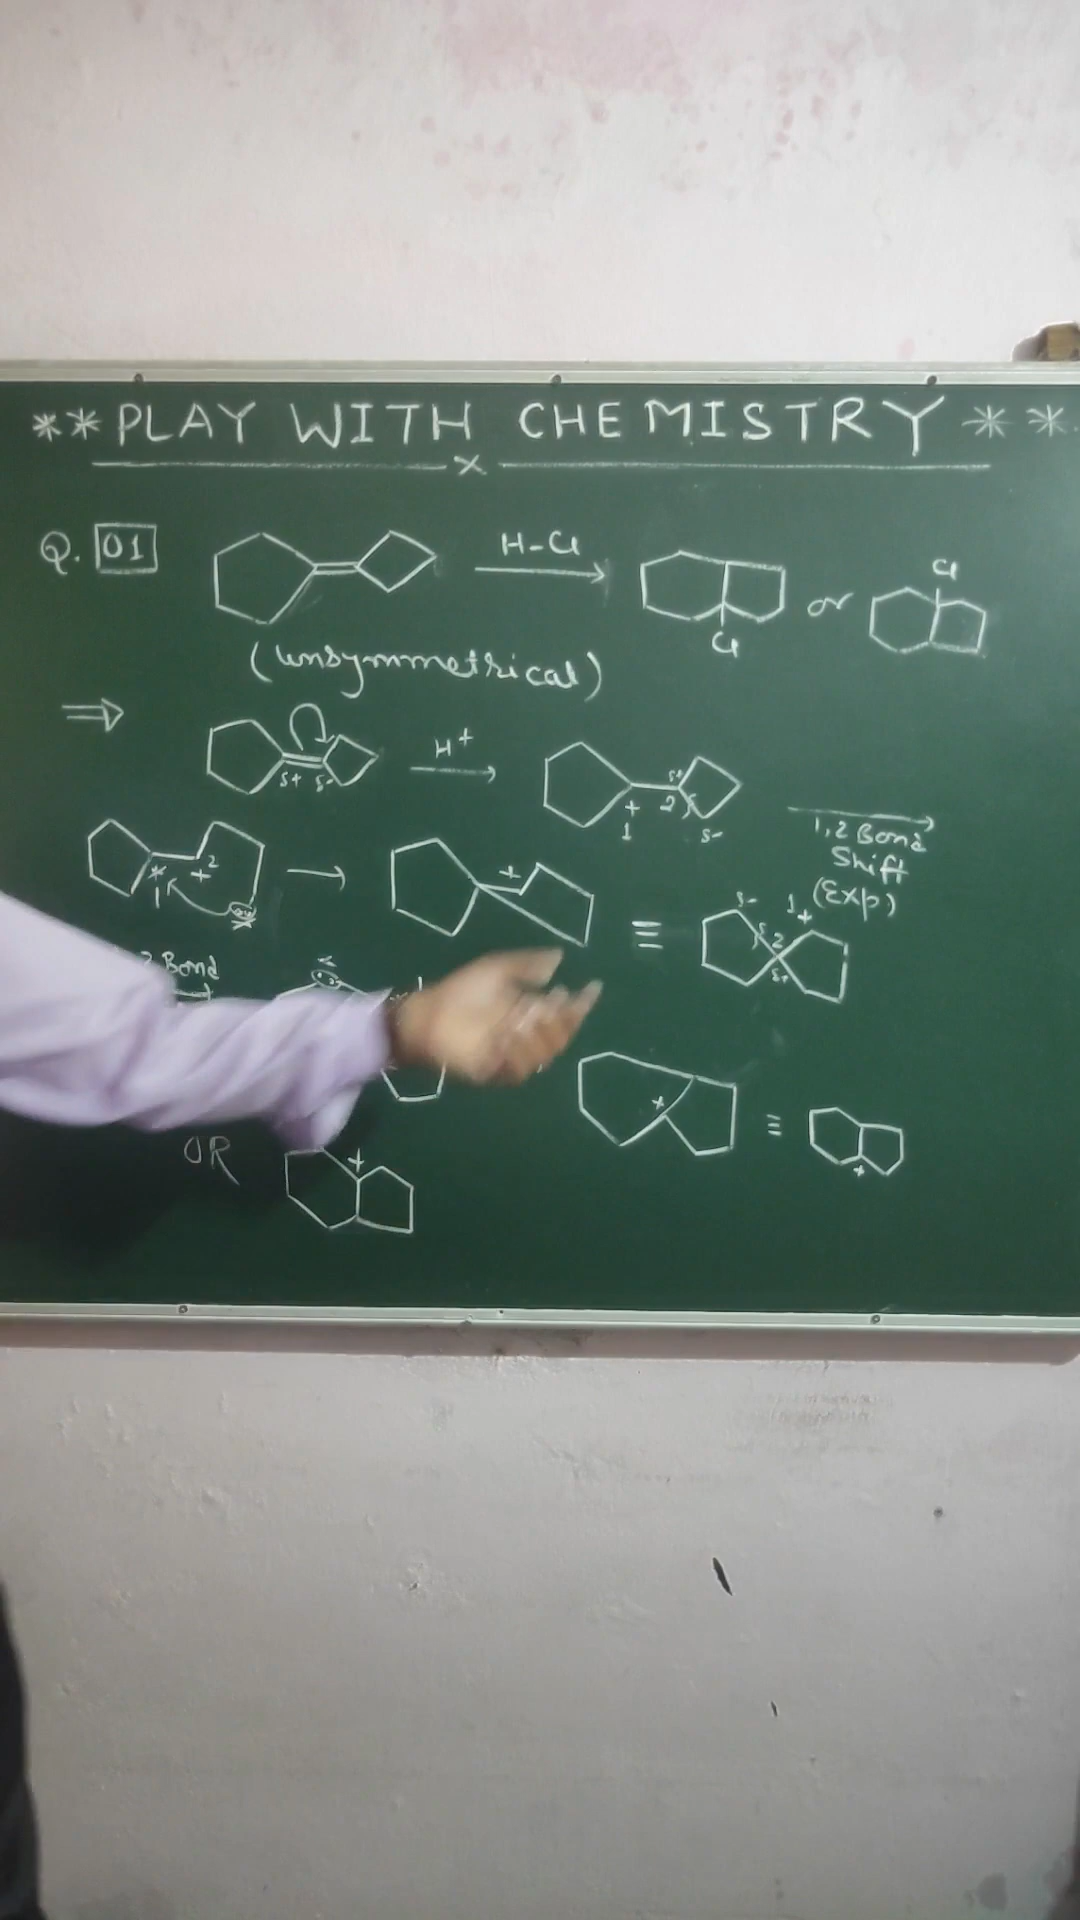 ** PLAY WITH CHEMISTRY **
x
Q. 01
H-Cl
Cl
or
Cl
(unsymmetrical)
⇒
δ+ δ-
H+
+
1
δ+
2
δ-
1,2 Bond
Shift
(Exp)
*
1
+2
→
+
≡
δ-
1 +
2
δ+
Bond
+
≡
+
OR
+